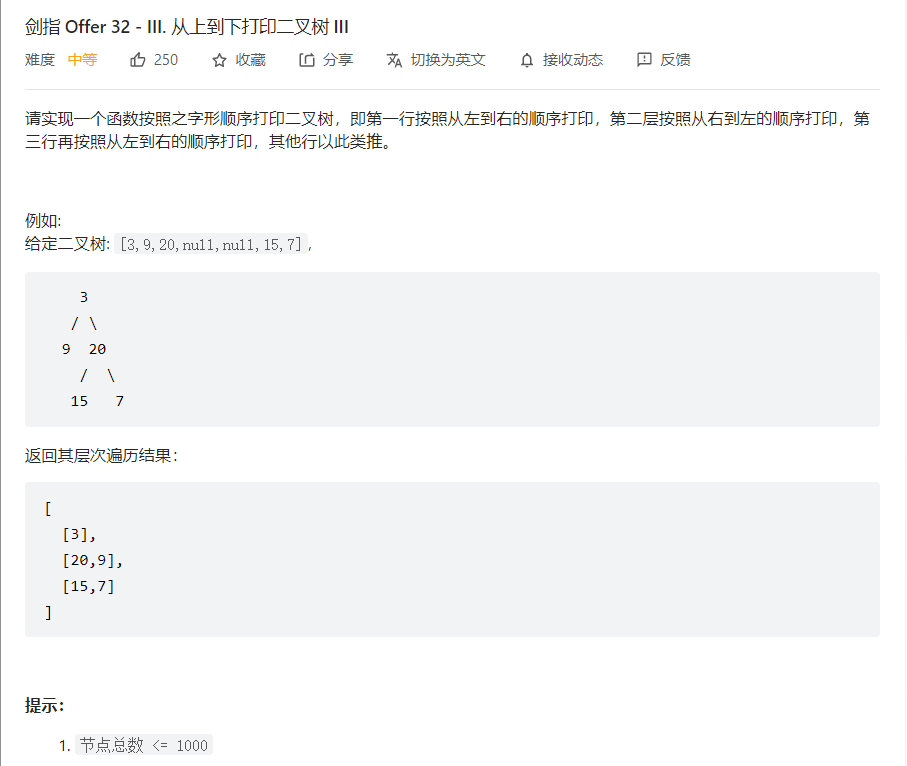 剑指 Offer 32 - III. 从上到下打印二叉树 III
难度 中等 250 收藏 分享 切换为英文 接收动态 反馈
请实现一个函数按照之字形顺序打印二叉树，即第一行按照从左到右的顺序打印，第二层按照从右到左的顺序打印，第
三行再按照从左到右的顺序打印，其他行以此类推。
例如:
给定二叉树: [3,9,20,null,null,15,7],
3
/ \
9 20
/ \
15 7
返回其层次遍历结果：
[
[3],
[20,9],
[15,7]
]
提示：
1. 节点总数 <= 1000